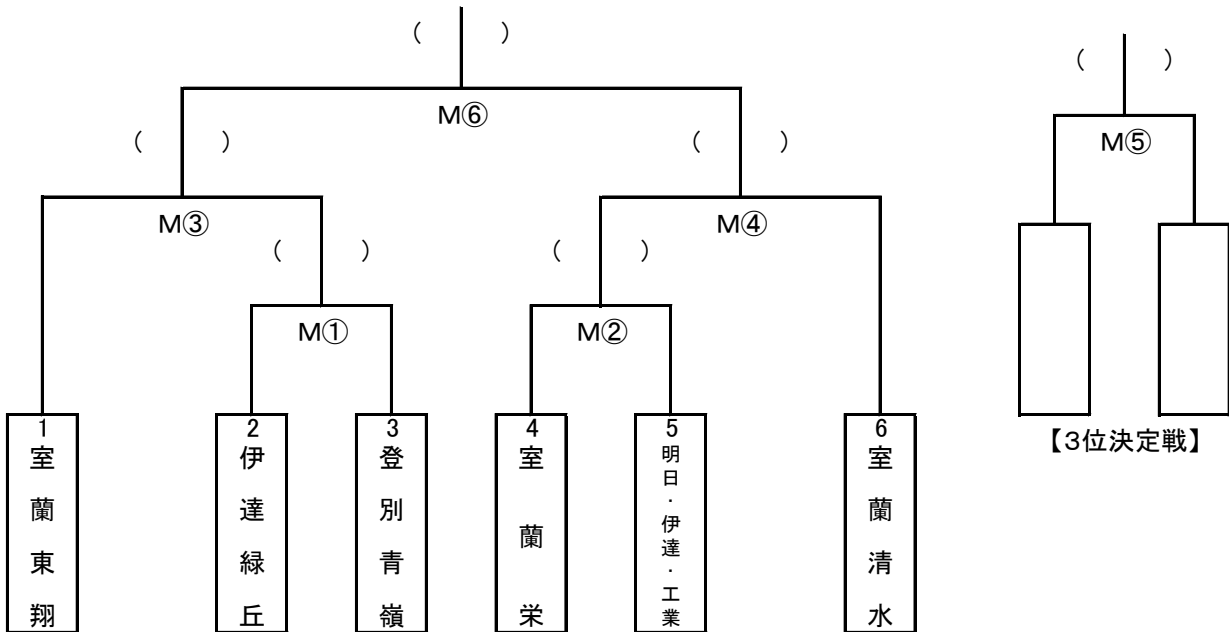 (   )
(   )
M⑥
M⑤
(   )
(   )
M③
M④
(   )
(   )
M①
M②
【3位決定戦】
1 室蘭東翔
2 伊達緑丘
3 登別青嶺
4 室蘭栄
5 明日・伊達・工業
6 室蘭清水